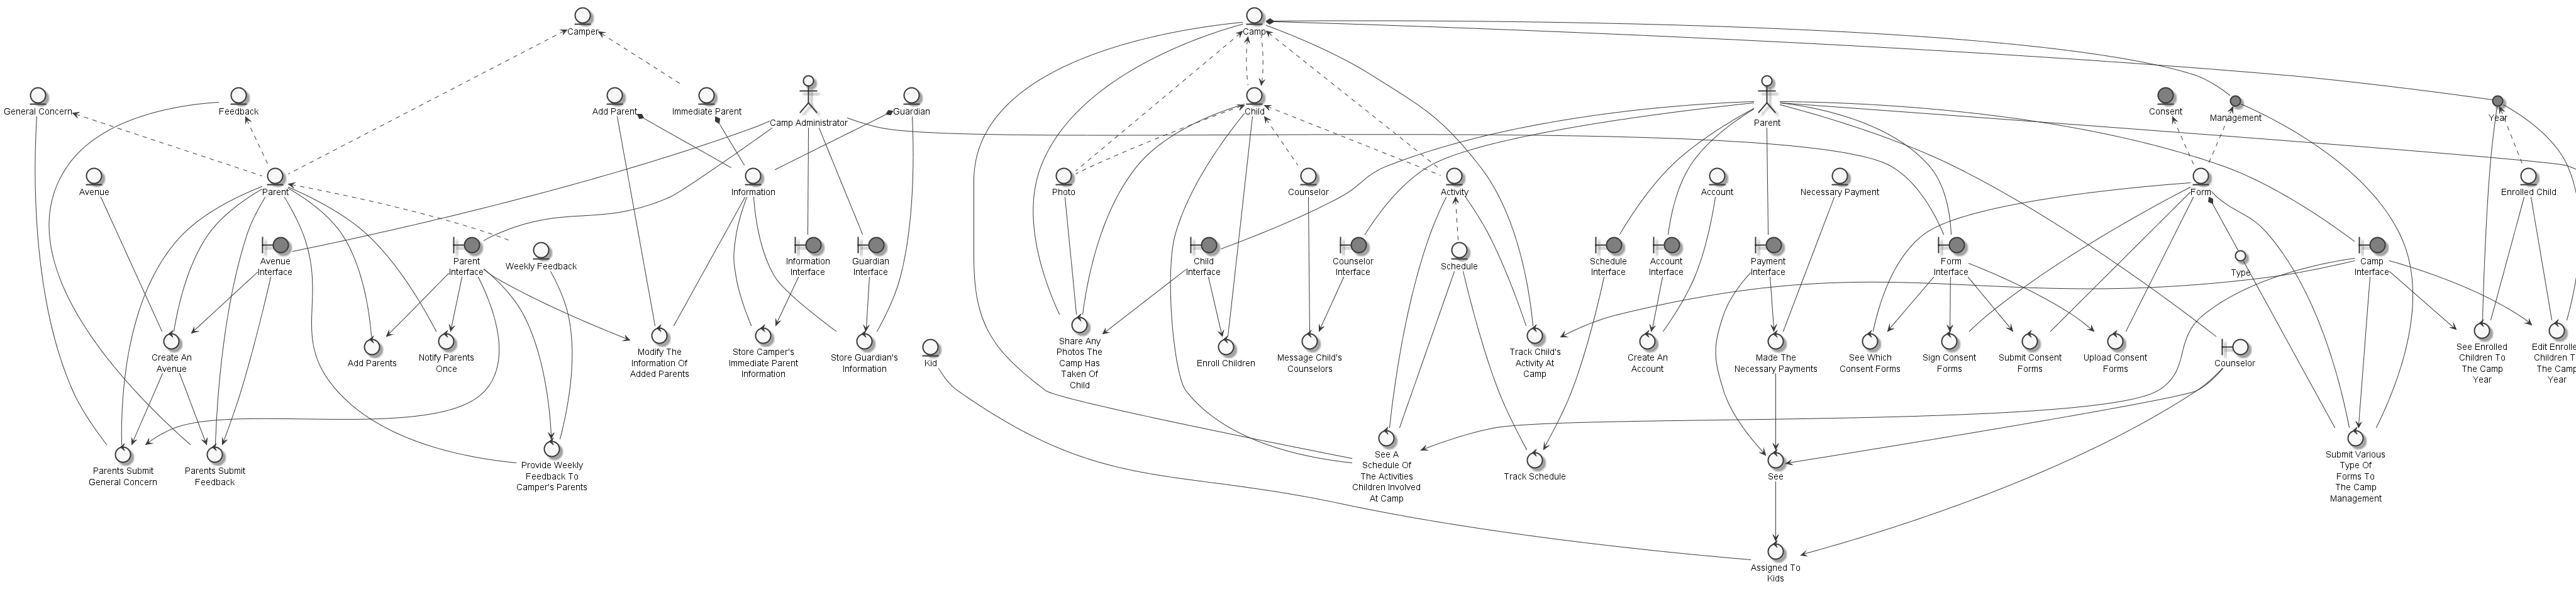 Camper
Camp
General Concern
Feedback
Add Parent
Immediate Parent
Camp Administrator
Guardian
Child
Parent
Consent
Management
Year
Avenue
Parent
Information
Photo
Counselor
Activity
Account
Necessary Payment
Form
Enrolled Child
Avenue
Interface
Parent
Interface
Weekly Feedback
Information
Interface
Guardian
Interface
Child
Interface
Counselor
Interface
Schedule
Schedule
Interface
Account
Interface
Payment
Interface
Form
Interface
Type
Camp
Interface
Create An
Avenue
Add Parents
Notify Parents
Once
Modify The
Information Of
Added Parents
Store Camper's
Immediate Parent
Information
Store Guardian's
Information
Kid
Share Any
Photos The
Camp Has
Taken Of
Child
Enroll Children
Message Child's
Counselors
Track Child's
Activity At
Camp
Create An
Account
Made The
Necessary Payments
See Which
Consent Forms
Sign Consent
Forms
Submit Consent
Forms
Upload Consent
Forms
Counselor
See Enrolled
Children To
The Camp
Year
Edit Enrolle
Children T
The Camp
Year
Parents Submit
General Concern
Parents Submit
Feedback
Provide Weekly
Feedback To
Camper's Parents
See A
Schedule Of
The Activities
Children Involved
At Camp
Track Schedule
See
Submit Various
Type Of
Forms To
The Camp
Management
Assigned To
Kids